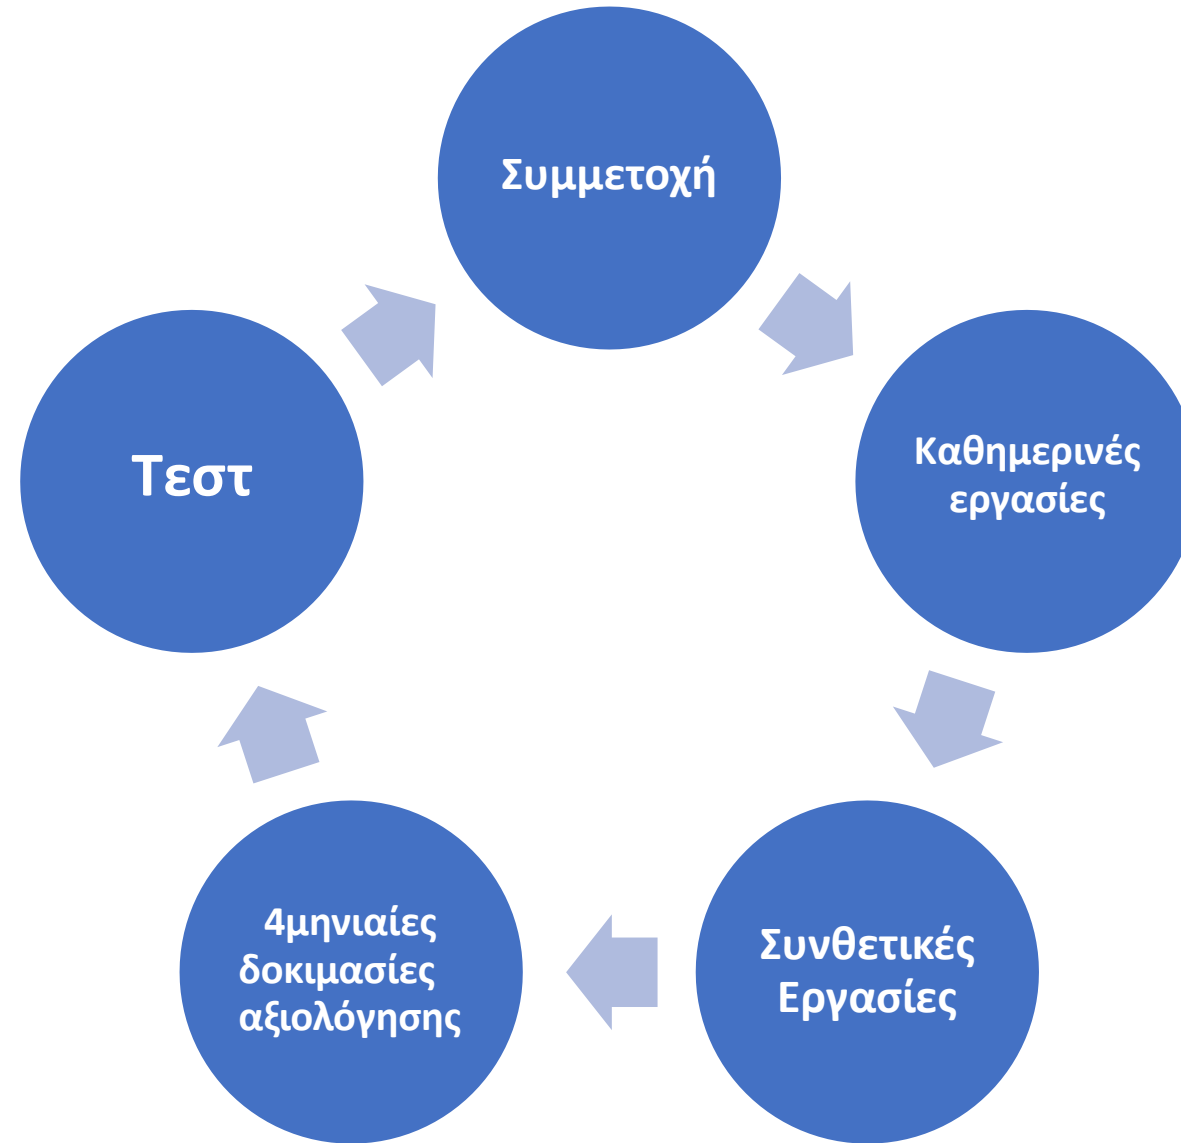 Συμμετοχή
Καθημερινές
εργασίες
Συνθετικές
Εργασίες
4μηνιαίες
δοκιμασίες
αξιολόγησης
Τεστ